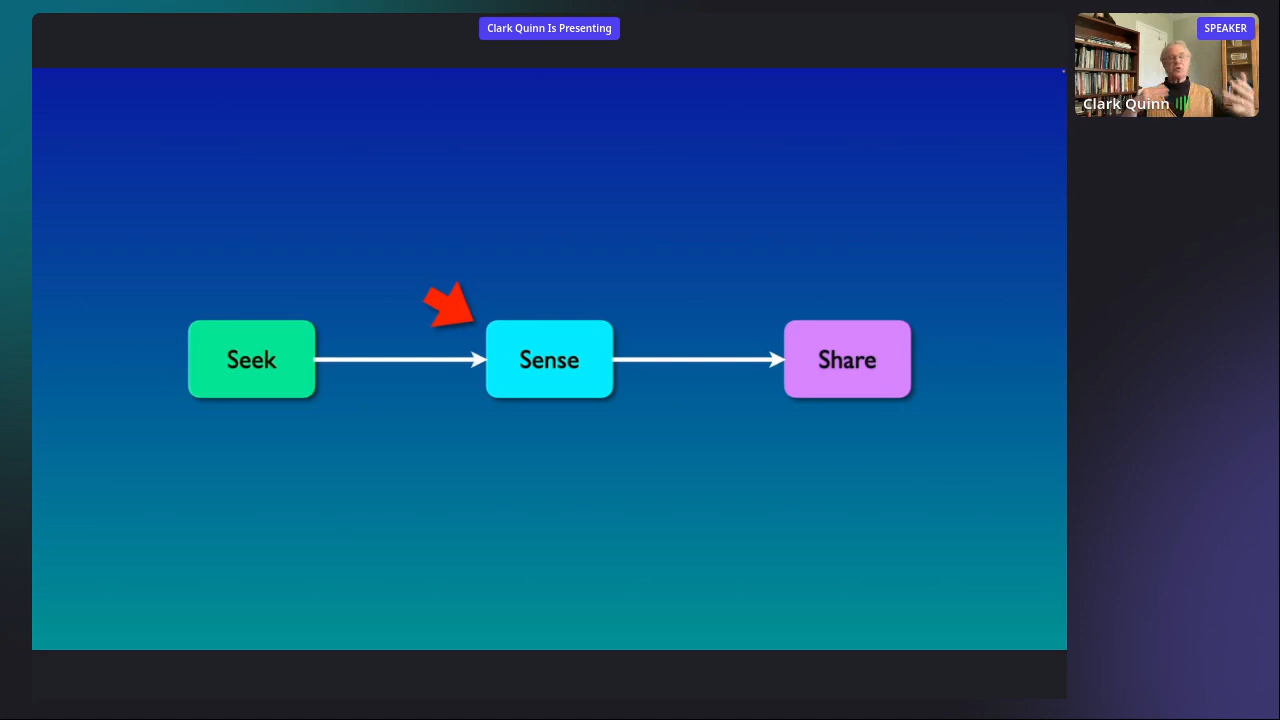 Clark Quinn Is Presenting
SPEAKER
Clark Quinn
Seek
Sense
Share